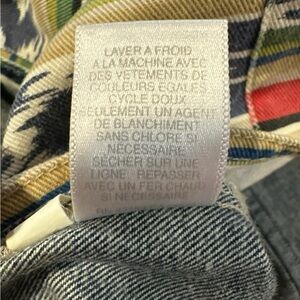 LAVER A FROID
A LA MACHINE AVEC
DES VETEMENTS DE
COULEURS EGALES
CYCLE DOUX
SEULEMENT UN AGENT
DE BLANCHIMENT
SANS CHLORE SI
NECESSAIRE
SECHER SUR UNE
LIGNE REPASSER
AVEC UN FER CHAUD
SI NECESSAIRE